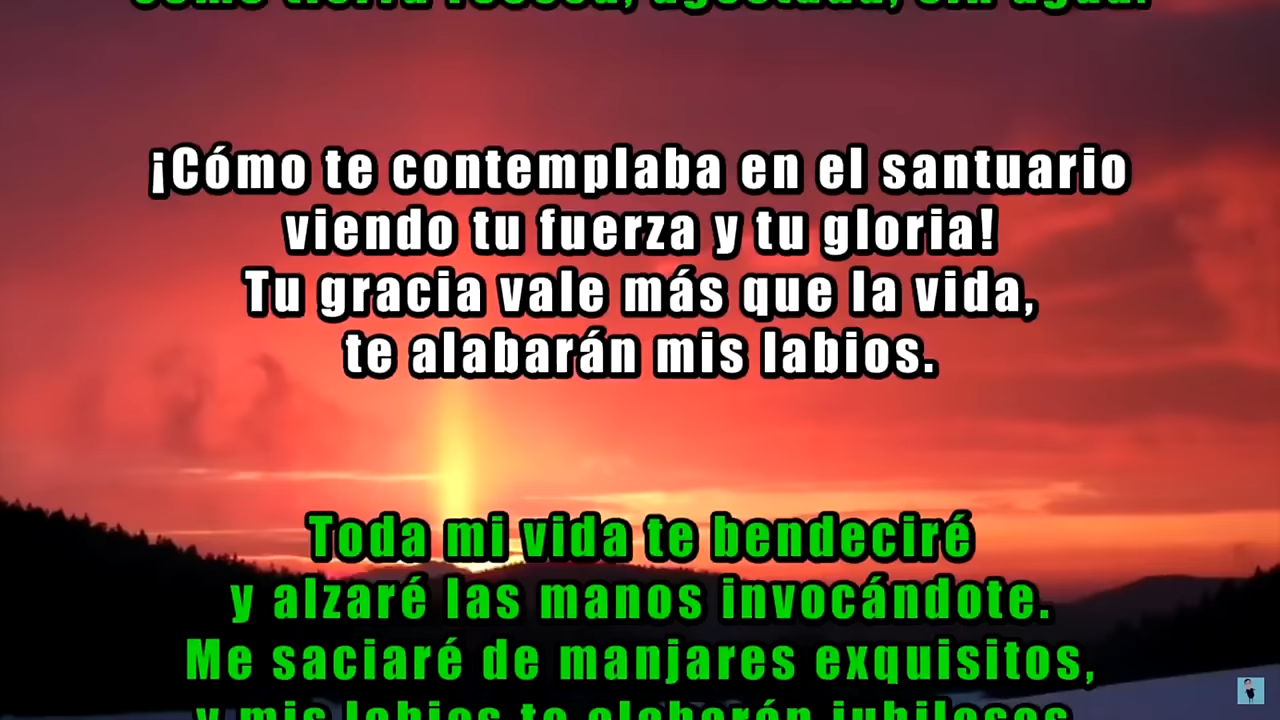 como tierra reseca, agostada, sin agua.
¡Cómo te contemplaba en el santuario
viendo tu fuerza y tu gloria!
Tu gracia vale más que la vida,
te alabarán mis labios.
Toda mi vida te bendeciré
y alzaré las manos invocándote.
Me saciaré de manjares exquisitos,
y mis labios te alabarán jubilosos.